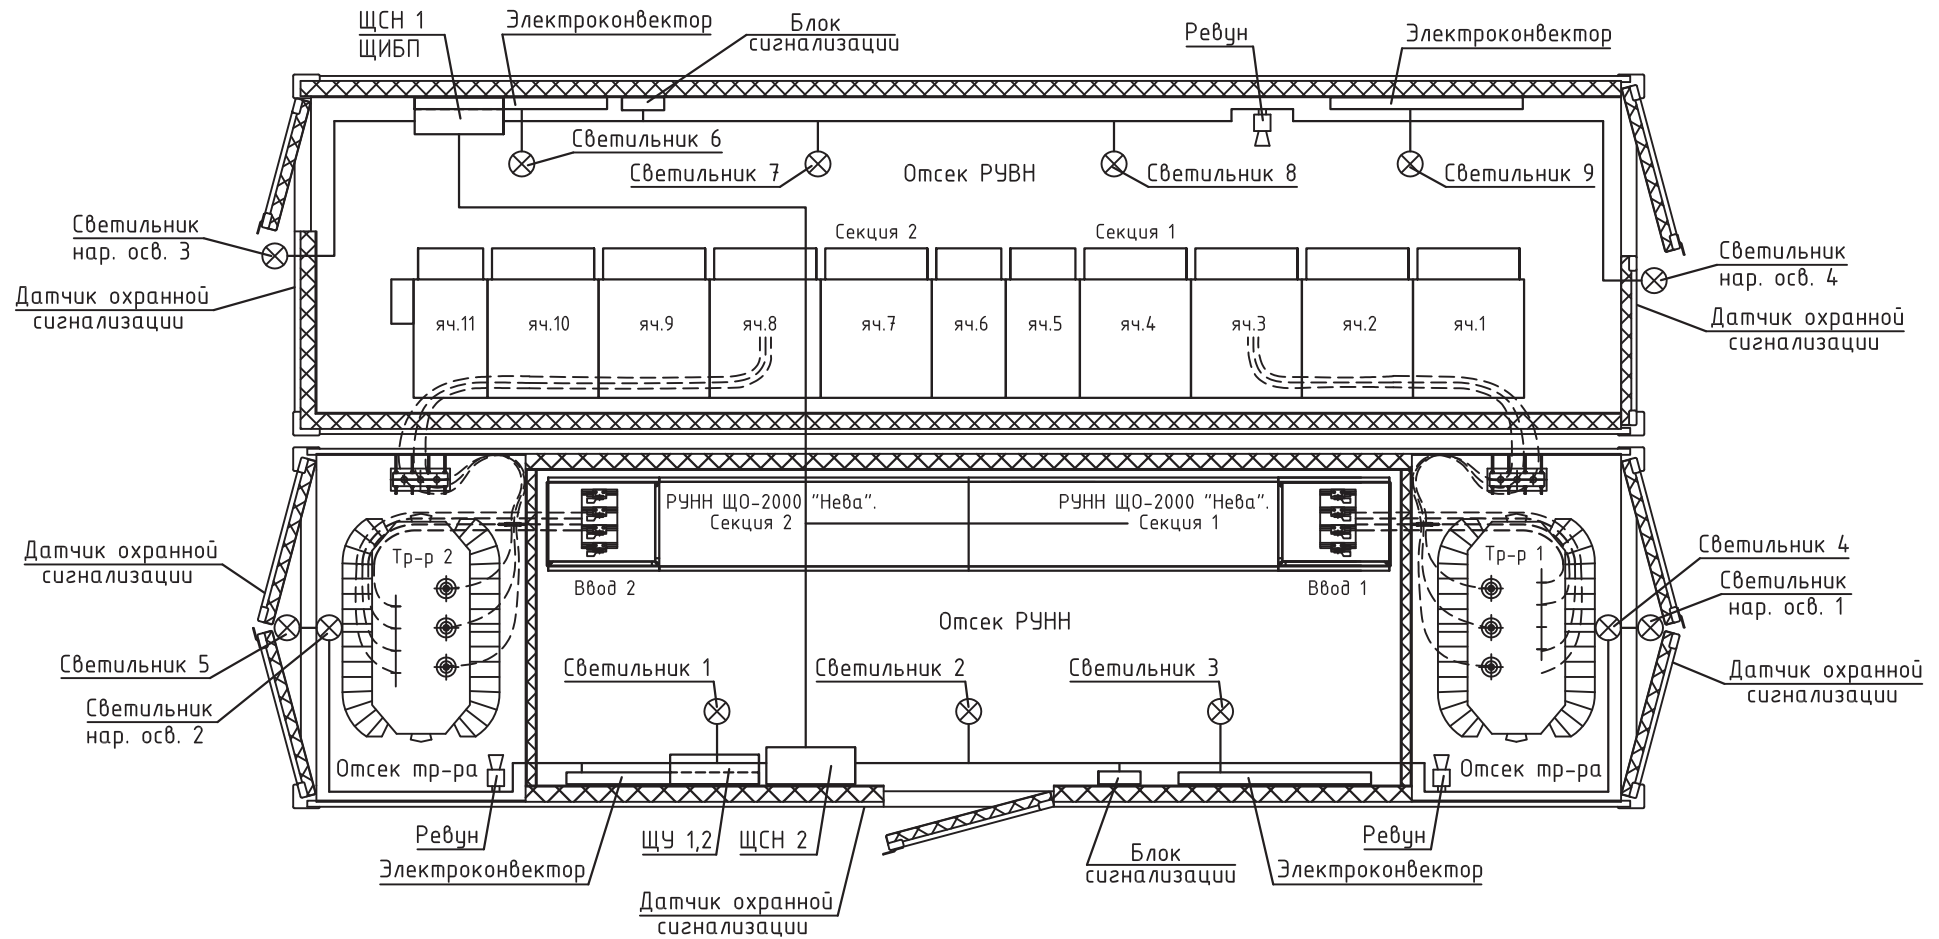 ЩСН 1
ЩИБП
Электроконвектор
Блок
сигнализации
Ревун
Электроконвектор
Светильник 6
Светильник 7
Отсек РУВН
Светильник 8
Светильник 9
Светильник
нар. осв. 3
Секция 2
Секция 1
Светильник
нар. осв. 4
Датчик охранной
сигнализации
яч.11
яч.10
яч.9
яч.8
яч.7
яч.6
яч.5
яч.4
яч.3
яч.2
яч.1
Датчик охранной
сигнализации
РУНН ЩО-2000 "Нева".
Секция 2
РУНН ЩО-2000 "Нева".
Секция 1
Датчик охранной
сигнализации
Тр-р 2
Ввод 2
Ввод 1
Тр-р 1
Светильник 4
Светильник
нар. осв. 1
Отсек РУНН
Светильник 5
Светильник 1
Светильник 2
Светильник 3
Датчик охранной
сигнализации
Светильник
нар. осв. 2
Отсек тр-ра
Отсек тр-ра
Ревун
ЩУ 1,2
ЩСН 2
Ревун
Электроконвектор
Блок
сигнализации
Электроконвектор
Датчик охранной
сигнализации